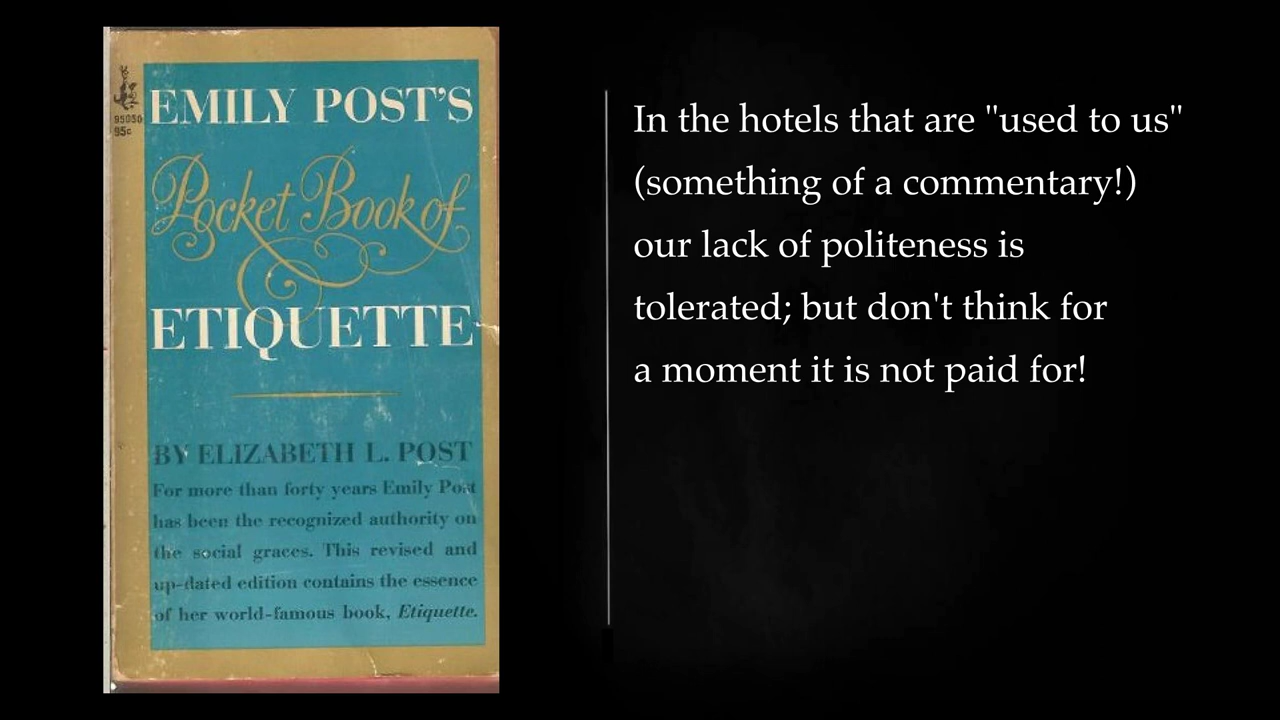 EMILY POST'S
95050
95c
Pocket Book of
ETIQUETTE
BY ELIZABETH L. POST
For more than forty years Emily Post
has been the recognized authority on
the social graces. This revised and
up-dated edition contains the essence
of her world-famous book, Etiquette.
In the hotels that are "used to us"
(something of a commentary!)
our lack of politeness is
tolerated; but don't think for
a moment it is not paid for!